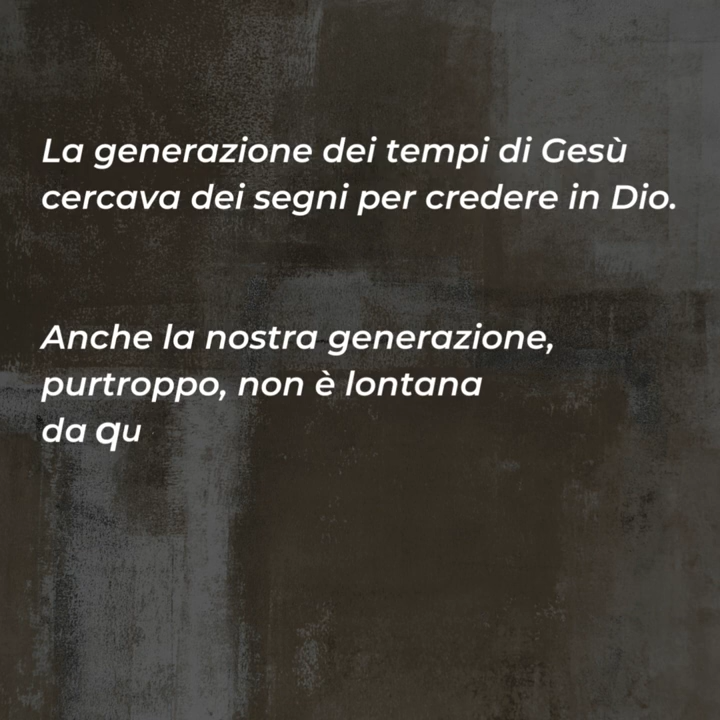 La generazione dei tempi di Gesù
cercava dei segni per credere in Dio.
Anche la nostra generazione,
purtroppo, non è lontana
da qu